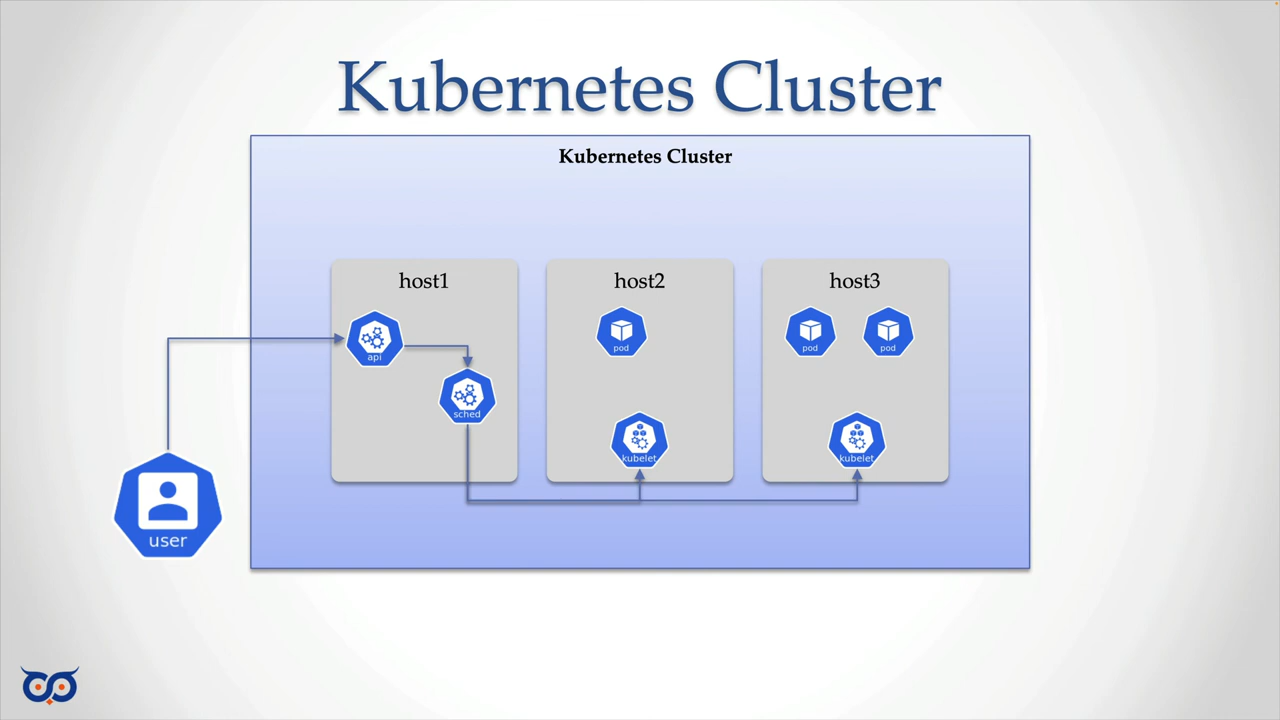 Kubernetes Cluster
Kubernetes Cluster
host1
host2
host3
api
sched
pod
kubelet
pod
pod
kubelet
user